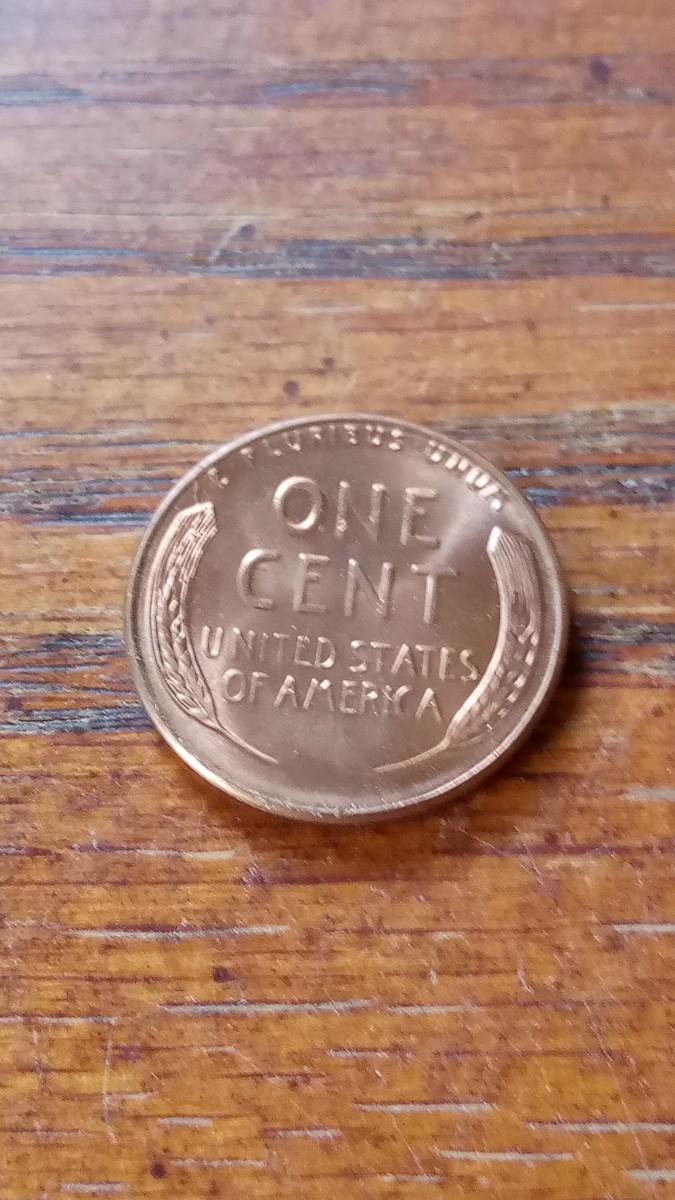 E PLURIBUS UNUM
ONE
CENT
UNITED STATES
OF AMERICA